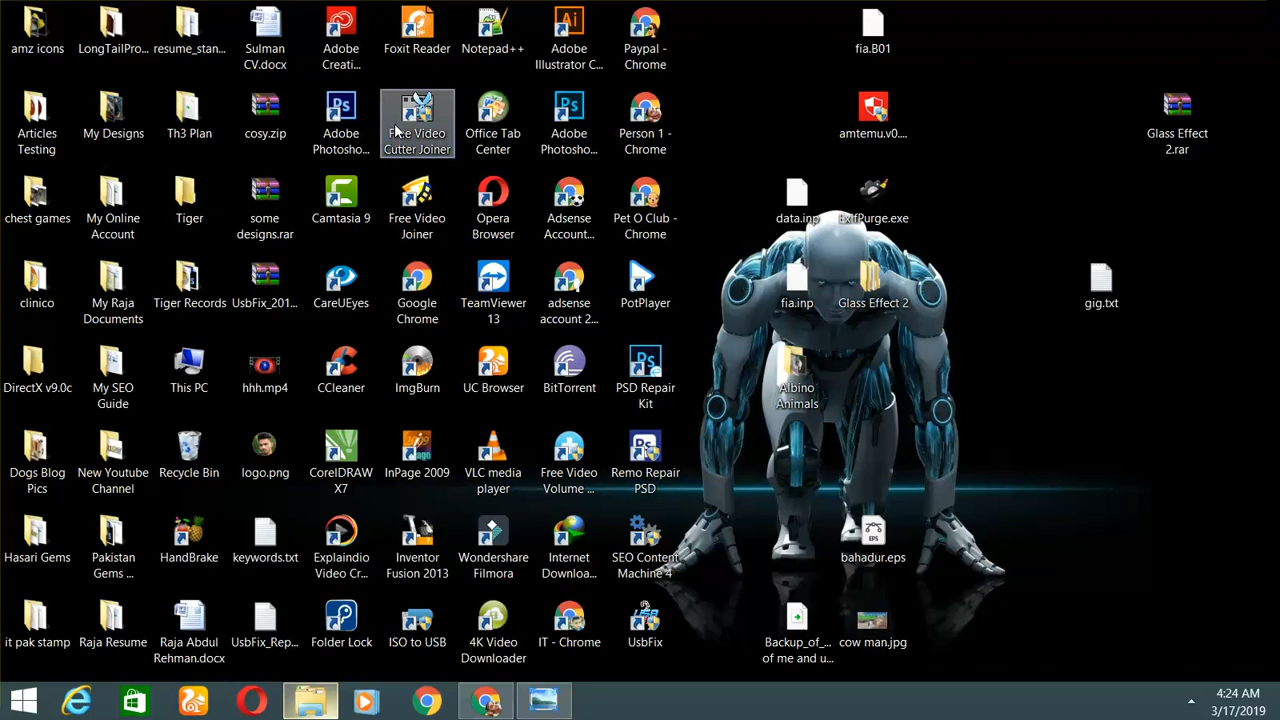 amz icons
LongTailPro...
resume_stan...
Sulman
CV.docx
Adobe
Creati...
Foxit Reader
Notepad++
Adobe
Illustrator C...
Paypal -
Chrome
fia.B01
Articles
Testing
My Designs
Th3 Plan
cosy.zip
Adobe
Photosho...
Free Video
Cutter Joiner
Office Tab
Center
Adobe
Photosho...
Person 1 -
Chrome
amtemu.v0....
Glass Effect
2.rar
chest games
My Online
Account
Tiger
some
designs.rar
Camtasia 9
Free Video
Joiner
Opera
Browser
Adsense
Account...
Pet O Club -
Chrome
data.inp
ExifPurge.exe
clinico
My Raja
Documents
Tiger Records
UsbFix_201...
CareUEyes
Google
Chrome
TeamViewer
13
adsense
account 2...
PotPlayer
fia.inp
Glass Effect 2
gig.txt
DirectX v9.0c
My SEO
Guide
This PC
hhh.mp4
CCleaner
ImgBurn
UC Browser
BitTorrent
PSD Repair
Kit
Albino
Animals
Dogs Blog
Pics
New Youtube
Channel
Recycle Bin
logo.png
CorelDRAW
X7
InPage 2009
VLC media
player
Free Video
Volume ...
Remo Repair
PSD
Hasari Gems
Pakistan
Gems ...
HandBrake
keywords.txt
Explaindio
Video Cr...
Inventor
Fusion 2013
Wondershare
Filmora
Internet
Downloa...
SEO Content
Machine 4
bahadur.eps
it pak stamp
Raja Resume
Raja Abdul
Rehman.docx
UsbFix_Rep...
Folder Lock
ISO to USB
4K Video
Downloader
IT - Chrome
UsbFix
Backup_of_...
of me and u...
cow man.jpg
4:24 AM
3/17/2019